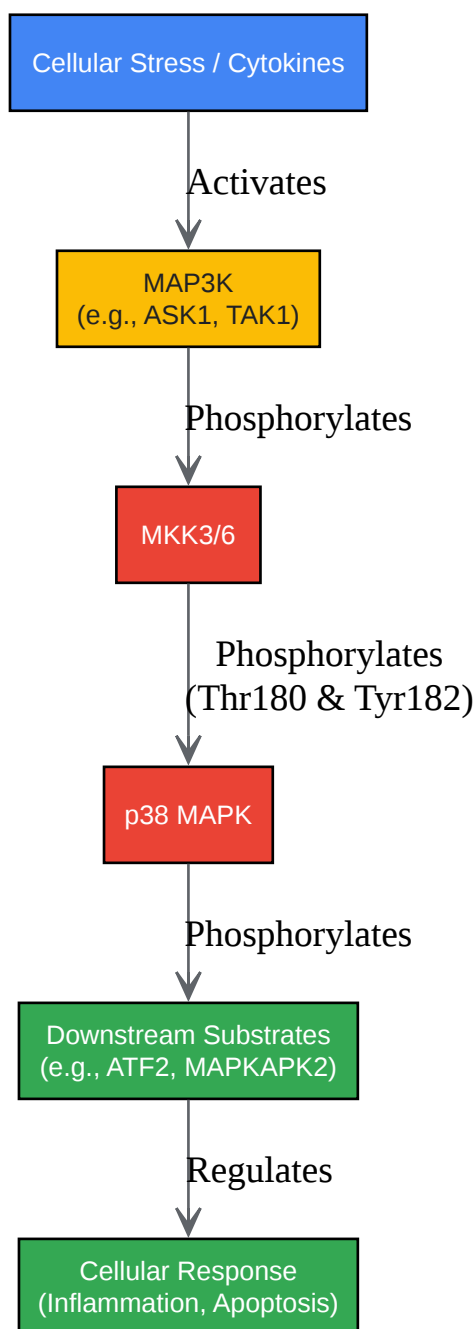 Cellular Stress / Cytokines
Activates
MAP3K
(e.g., ASK1, TAK1)
Phosphorylates
MKK3/6
Phosphorylates
(Thr180 & Tyr182)
p38 MAPK
Phosphorylates
Downstream Substrates
(e.g., ATF2, MAPKAPK2)
Regulates
Cellular Response
(Inflammation, Apoptosis)